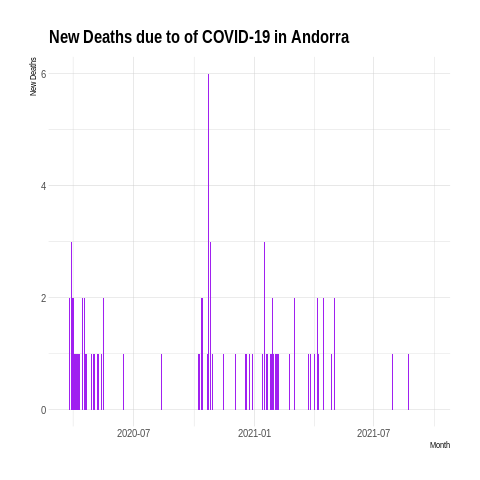 New Deaths due to of COVID-19 in Andorra
New Deaths
6
4
2
0
2020-07 2021-01 2021-07
Month